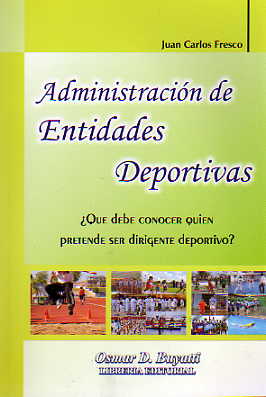 Juan Carlos Fresco
Administración de
Entidades
Deportivas
¿QUE DEBE CONOCER QUIEN
PRETENDE SER DIRIGENTE DEPORTIVO?
Osmar D. Buyatti
LIBRERIA EDITORIAL